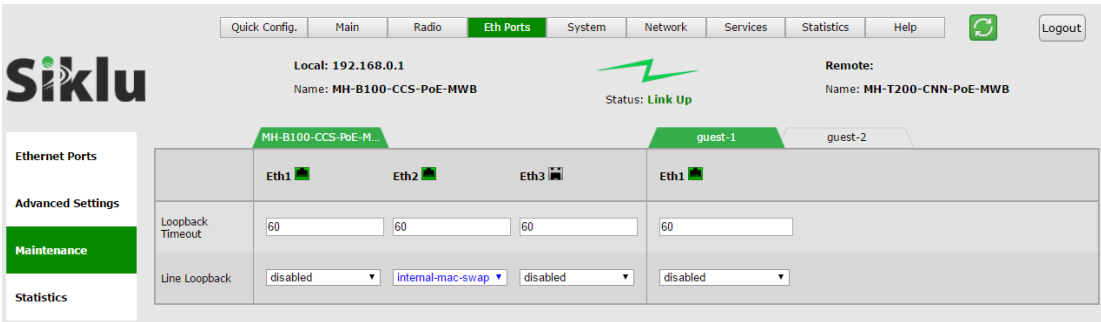 Quick Config. Main Radio Eth Ports System Network Services Statistics Help Logout
Siklu
Local: 192.168.0.1
Name: MH-B100-CCS-PoE-MWB
Status: Link Up
Remote:
Name: MH-T200-CNN-PoE-MWB
Ethernet Ports
Advanced Settings
Maintenance
Statistics
MH-B100-CCS-PoE-M... guest-1 guest-2
Eth1 Eth2 Eth3 Eth1
Loopback
Timeout
60 60 60 60
Line Loopback disabled internal-mac-swap disabled disabled